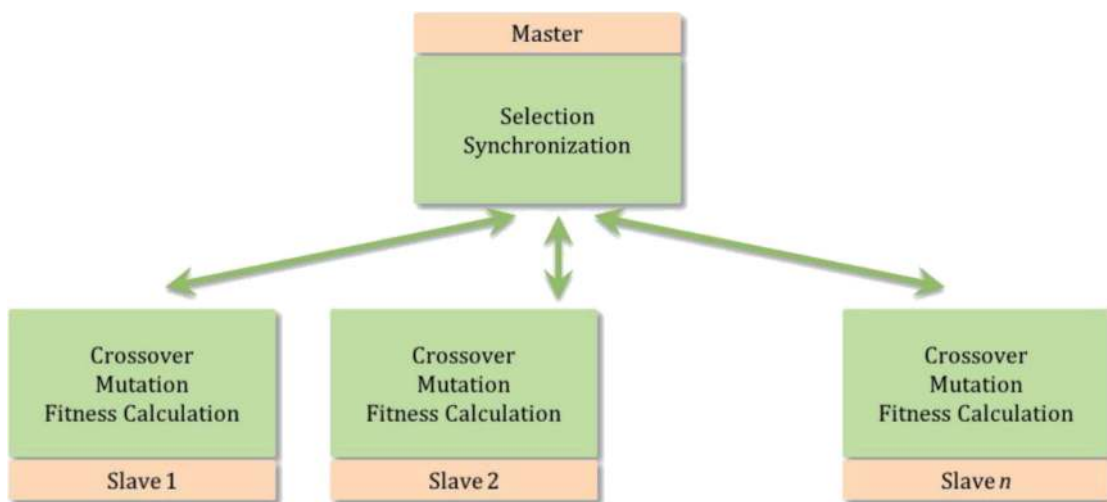 Master
Selection
Synchronization
Crossover
Mutation
Fitness Calculation
Slave 1
Crossover
Mutation
Fitness Calculation
Slave 2
Crossover
Mutation
Fitness Calculation
Slave n